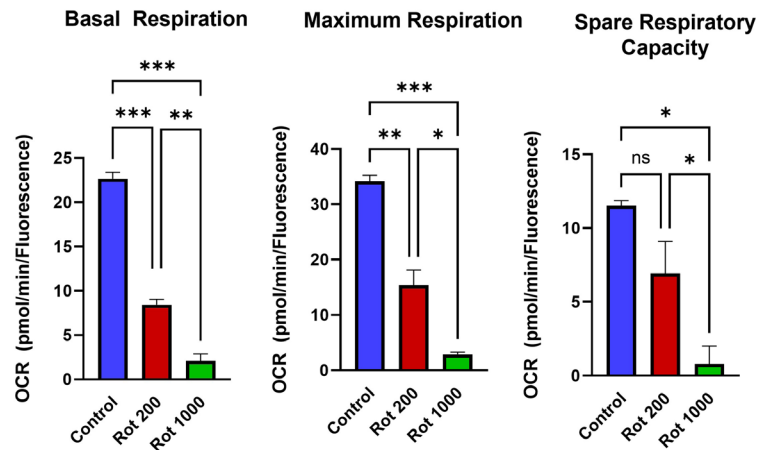 Basal Respiration
***
***
**
OCR (pmol/min/Fluorescence)
25
20
15
10
5
0
Control
Rot 200
Rot 1000
Maximum Respiration
***
**
*
OCR (pmol/min/Fluorescence)
40
30
20
10
0
Control
Rot 200
Rot 1000
Spare Respiratory
Capacity
*
ns
*
OCR (pmol/min/Fluorescence)
15
10
5
0
Control
Rot 200
Rot 1000